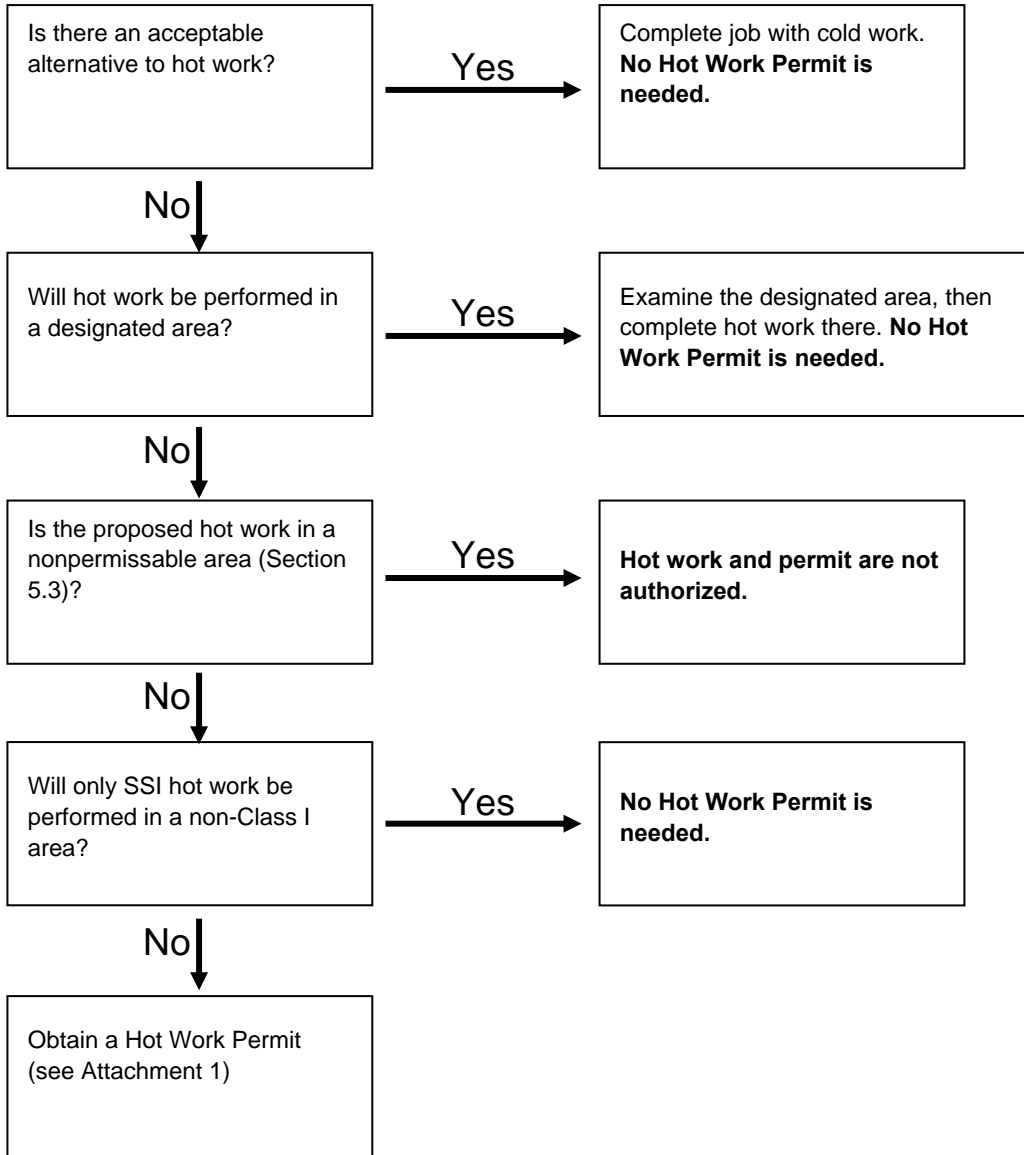 Is there an acceptable
alternative to hot work?
Yes
Complete job with cold work.
No Hot Work Permit is
needed.
No
Will hot work be performed in
a designated area?
Yes
Examine the designated area, then
complete hot work there. No Hot
Work Permit is needed.
No
Is the proposed hot work in a
nonpermissable area (Section
5.3)?
Yes
Hot work and permit are not
authorized.
No
Will only SSI hot work be
performed in a non-Class I
area?
Yes
No Hot Work Permit is
needed.
No
Obtain a Hot Work Permit
(see Attachment 1)